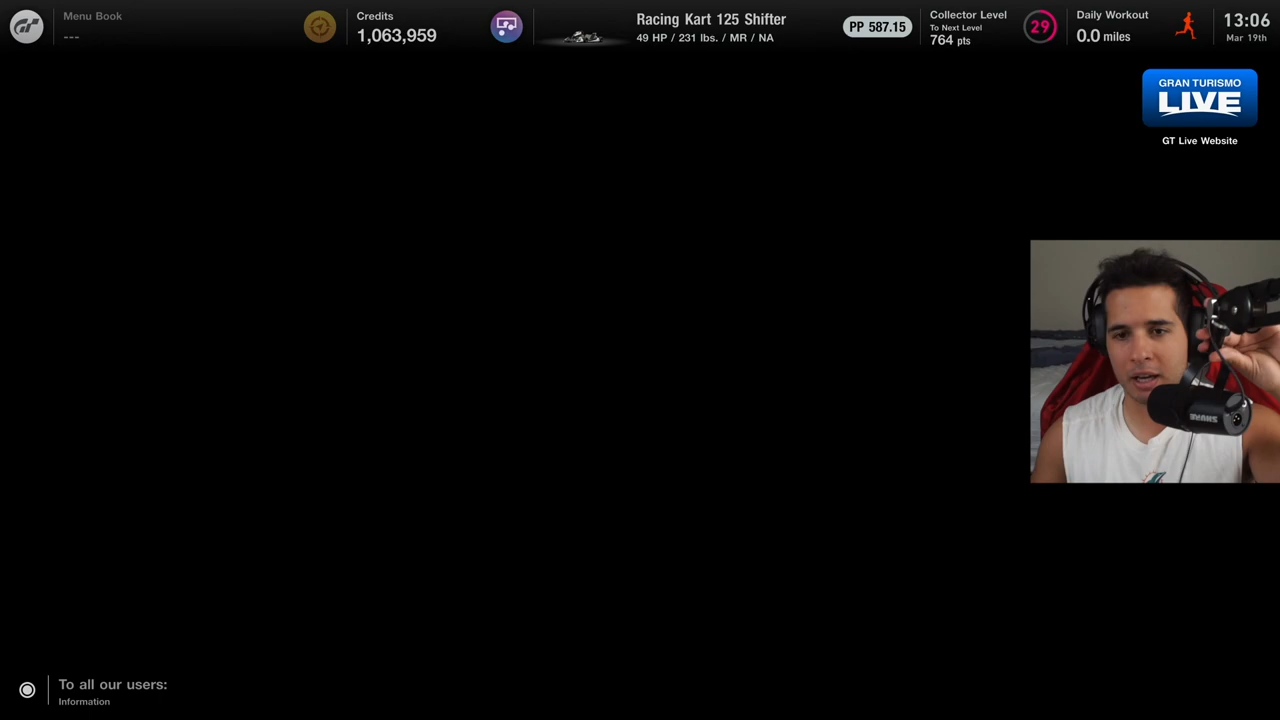 Menu Book
---
Credits
1,063,959
Racing Kart 125 Shifter
49 HP / 231 lbs. / MR / NA
PP 587.15
Collector Level
To Next Level
764 pts
29
Daily Workout
0.0 miles
13:06
Mar 19th
GRAN TURISMO
LIVE
GT Live Website
SHURE
To all our users:
Information